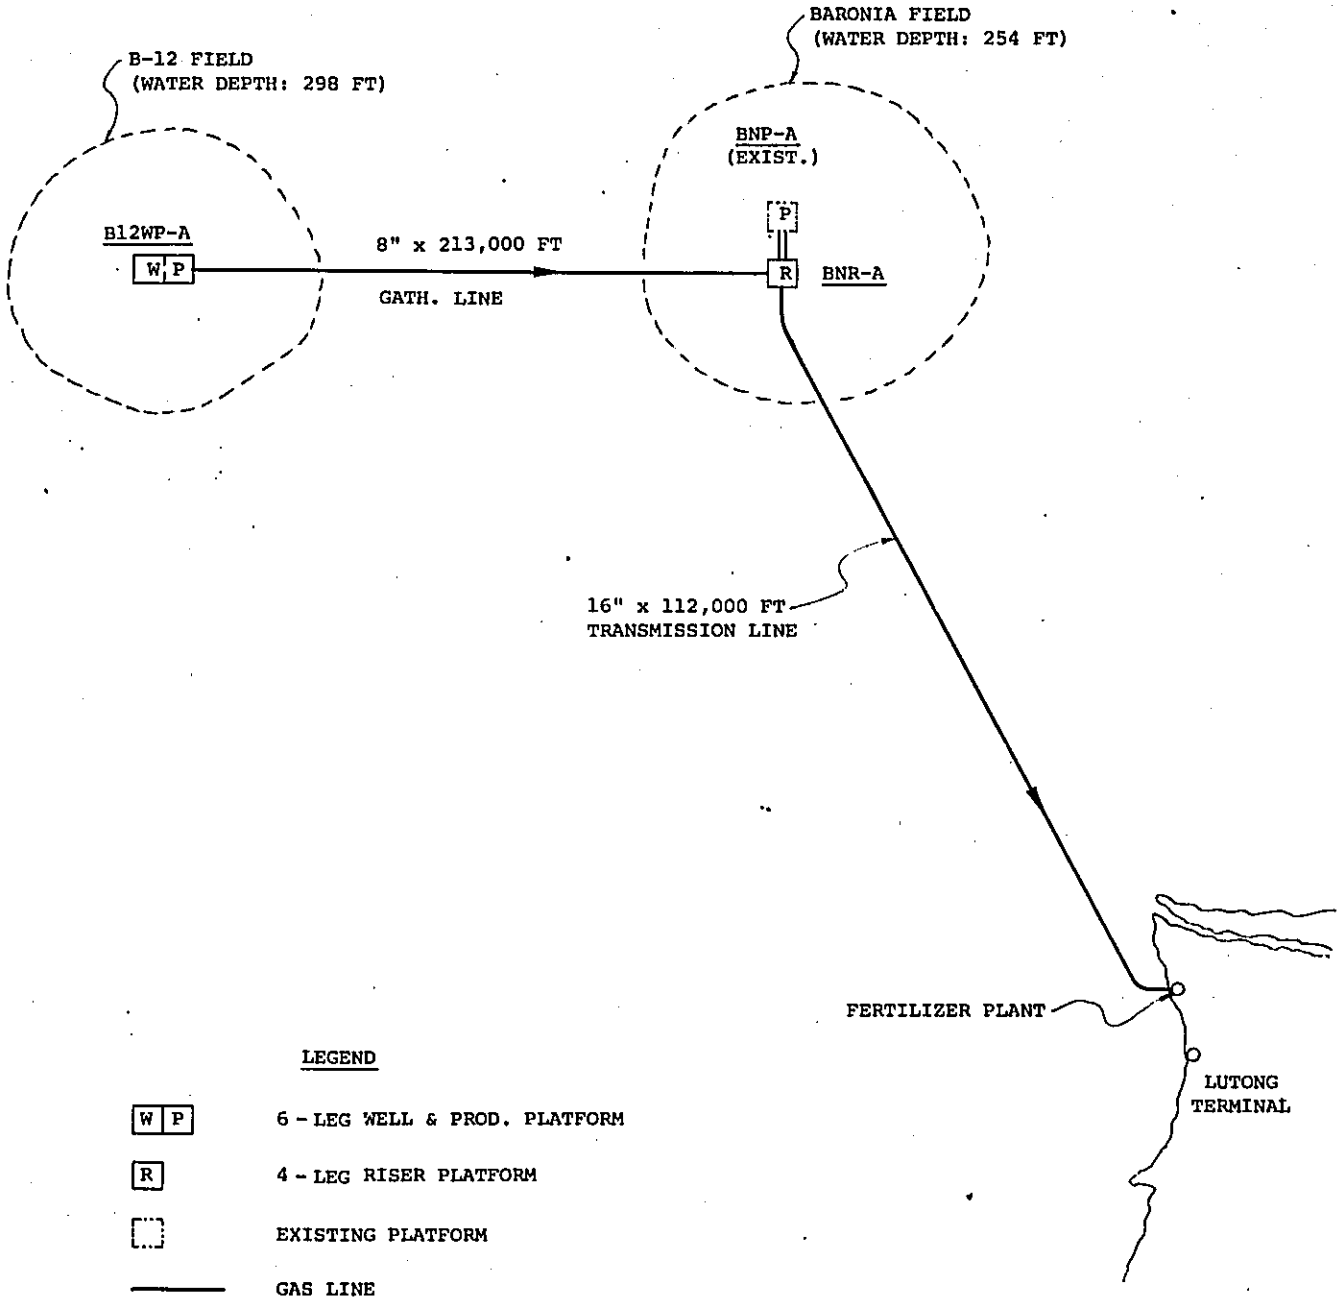 BARONIA FIELD
(WATER DEPTH: 254 FT)
B-12 FIELD
(WATER DEPTH: 298 FT)
BNP-A
(EXIST.)
P
B12WP-A
W P
8" x 213,000 FT
GATH. LINE
R
BNR-A
16" x 112,000 FT
TRANSMISSION LINE
FERTILIZER PLANT
LUTONG
TERMINAL
LEGEND
W P 6-LEG WELL & PROD. PLATFORM
R 4-LEG RISER PLATFORM
EXISTING PLATFORM
GAS LINE